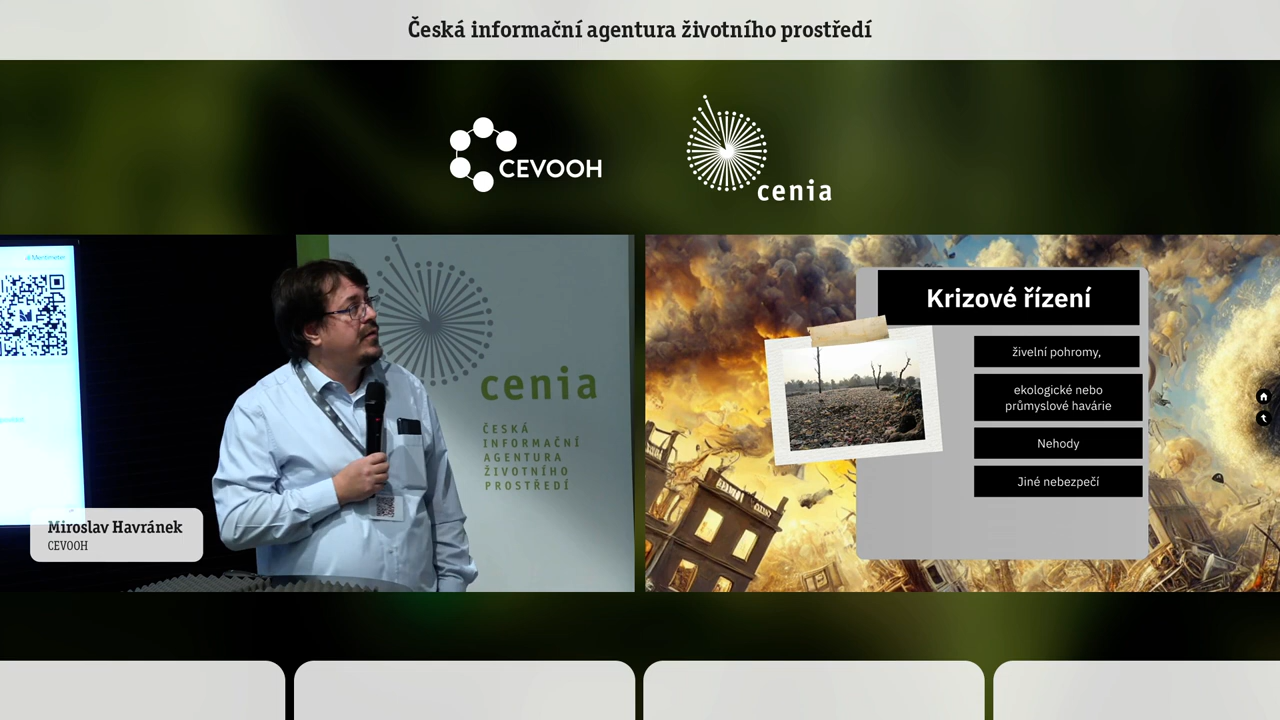 Česká informační agentura životního prostředí
CEVOOH
cenia
Mentimeter
cenia
ČESKÁ
INFORMAČNÍ
AGENTURA
ŽIVOTNÍHO
PROSTŘEDÍ
Miroslav Havránek
CEVOOH
Krizové řízení
živelní pohromy,
ekologické nebo
průmyslové havárie
Nehody
Jiné nebezpečí